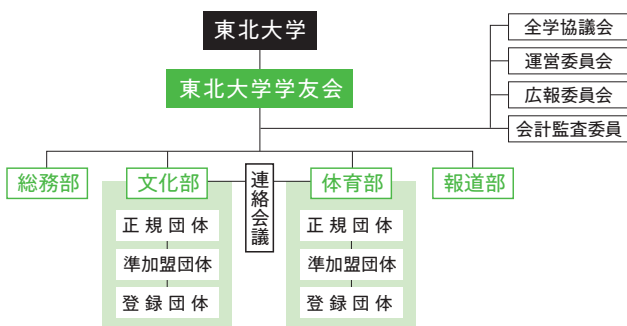 東北大学
東北大学学友会
全学協議会
運営委員会
広報委員会
会計監査委員
総務部
文化部
連絡会議
体育部
報道部
正規団体
準加盟団体
登録団体
正規団体
準加盟団体
登録団体